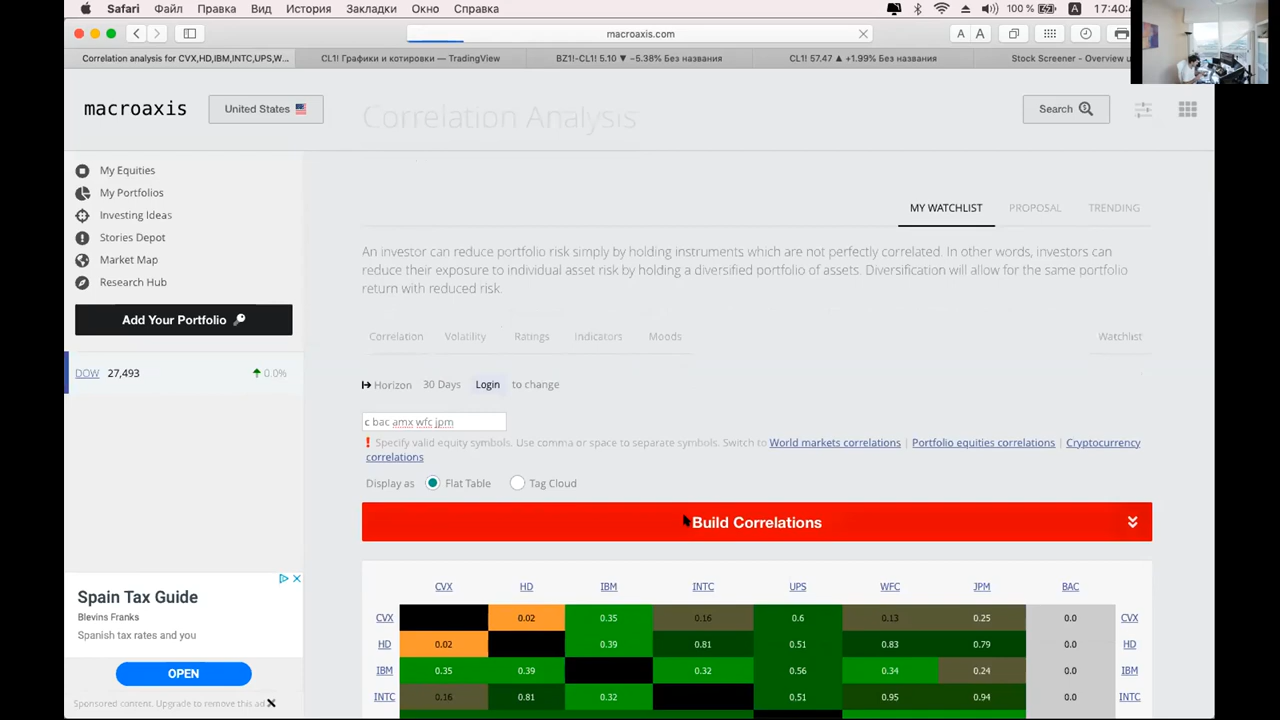 Safari Файл Правка Вид История Закладки Окно Справка 100 % A 17:40:4
macroaxis.com
A A
Correlation analysis for CVX,HD,IBM,INTC,UPS,W...
CL1! Графики и котировки — TradingView
BZ1!-CL1! 5.10 ▼ −5.38% Без названия
CL1! 57.47 ▲ +1.99% Без названия
Stock Screener - Overview
macroaxis
United States
Correlation Analysis
Search
My Equities
My Portfolios
Investing Ideas
Stories Depot
Market Map
Research Hub
Add Your Portfolio
DOW 27,493 0.0%
MY WATCHLIST PROPOSAL TRENDING
An investor can reduce portfolio risk simply by holding instruments which are not perfectly correlated. In other words, investors can
reduce their exposure to individual asset risk by holding a diversified portfolio of assets. Diversification will allow for the same portfolio
return with reduced risk.
Correlation Volatility Ratings Indicators Moods Watchlist
Horizon 30 Days Login to change
c bac amx wfc jpm
! Specify valid equity symbols. Use comma or space to separate symbols. Switch to World markets correlations | Portfolio equities correlations | Cryptocurrency
correlations
Display as Flat Table Tag Cloud
Build Correlations
CVX HD IBM INTC UPS WFC JPM BAC
CVX 0.02 0.35 0.16 0.6 0.13 0.25 0.0 CVX
HD 0.02 0.39 0.81 0.51 0.83 0.79 0.0 HD
IBM 0.35 0.39 0.32 0.56 0.34 0.24 0.0 IBM
INTC 0.16 0.81 0.32 0.51 0.95 0.94 0.0 INTC
Spain Tax Guide
Blevins Franks
Spanish tax rates and you
OPEN
Sponsored content. Upgrade to remove this ad